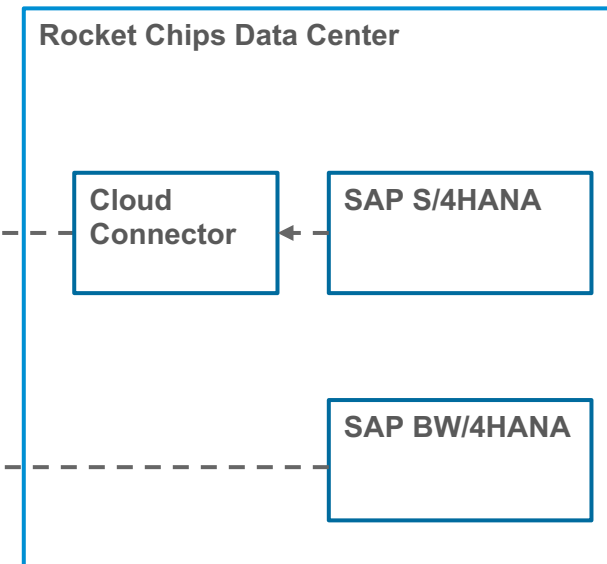 Rocket Chips Data Center
Cloud
Connector
SAP S/4HANA
SAP BW/4HANA